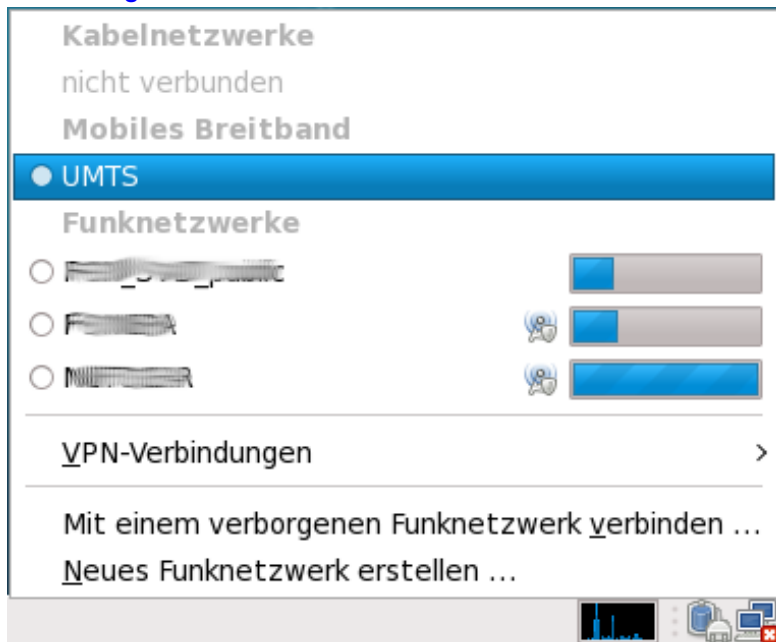 Kabelnetzwerke
nicht verbunden
Mobiles Breitband
UMTS
Funknetzwerke
VPN-Verbindungen
Mit einem verborgenen Funknetzwerk verbinden ...
Neues Funknetzwerk erstellen ...